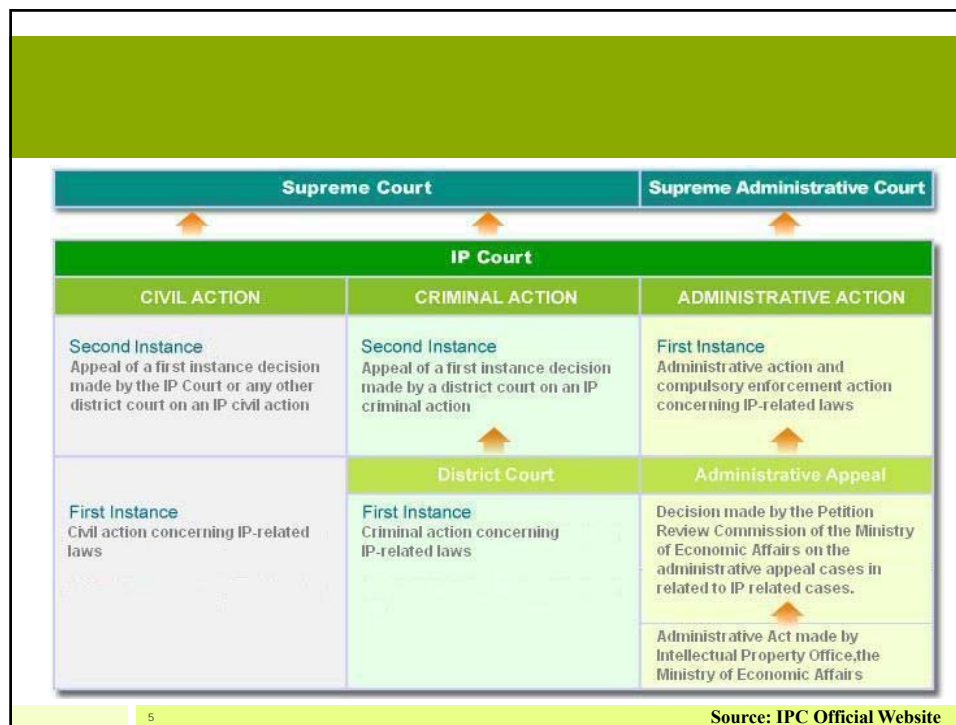 Supreme Court
Supreme Administrative Court
IP Court
CIVIL ACTION
CRIMINAL ACTION
ADMINISTRATIVE ACTION
Second Instance
Appeal of a first instance decision
made by the IP Court or any other
district court on an IP civil action
Second Instance
Appeal of a first instance decision
made by a district court on an IP
criminal action
First Instance
Administrative action and
compulsory enforcement action
concerning IP-related laws
District Court
Administrative Appeal
First Instance
Civil action concerning IP-related
laws
First Instance
Criminal action concerning
IP-related laws
Decision made by the Petition
Review Commission of the Ministry
of Economic Affairs on the
administrative appeal cases in
related to IP related cases.
Administrative Act made by
Intellectual Property Office,the
Ministry of Economic Affairs
5
Source: IPC Official Website